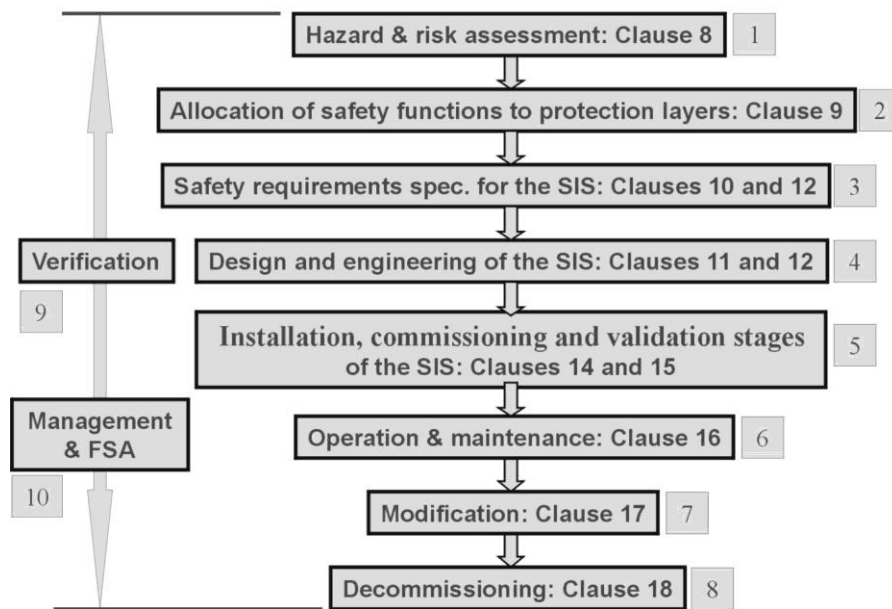 Hazard & risk assessment: Clause 8
1
Allocation of safety functions to protection layers: Clause 9
2
Safety requirements spec. for the SIS: Clauses 10 and 12
3
Verification
9
Design and engineering of the SIS: Clauses 11 and 12
4
Installation, commissioning and validation stages
of the SIS: Clauses 14 and 15
5
Management
& FSA
10
Operation & maintenance: Clause 16
6
Modification: Clause 17
7
Decommissioning: Clause 18
8